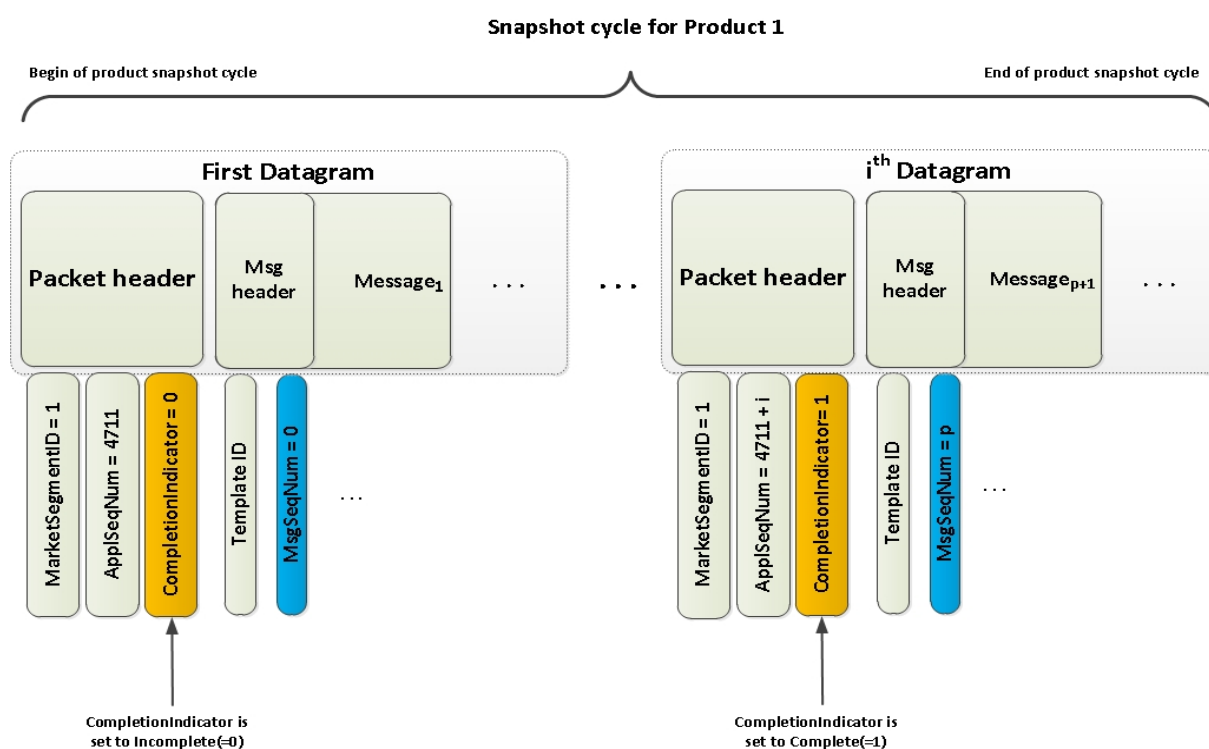 Snapshot cycle for Product 1
Begin of product snapshot cycle
End of product snapshot cycle
First Datagram
Packet header
Msg
header
Message1
. . .
MarketSegmentID = 1
ApplSeqNum = 4711
CompletionIndicator = 0
Template ID
MsgSeqNum = 0
...
CompletionIndicator is
set to Incomplete(=0)
. . .
ith Datagram
Packet header
Msg
header
Messagep+1
. . .
MarketSegmentID = 1
ApplSeqNum = 4711 + i
CompletionIndicator= 1
Template ID
MsgSeqNum = p
...
CompletionIndicator is
set to Complete(=1)